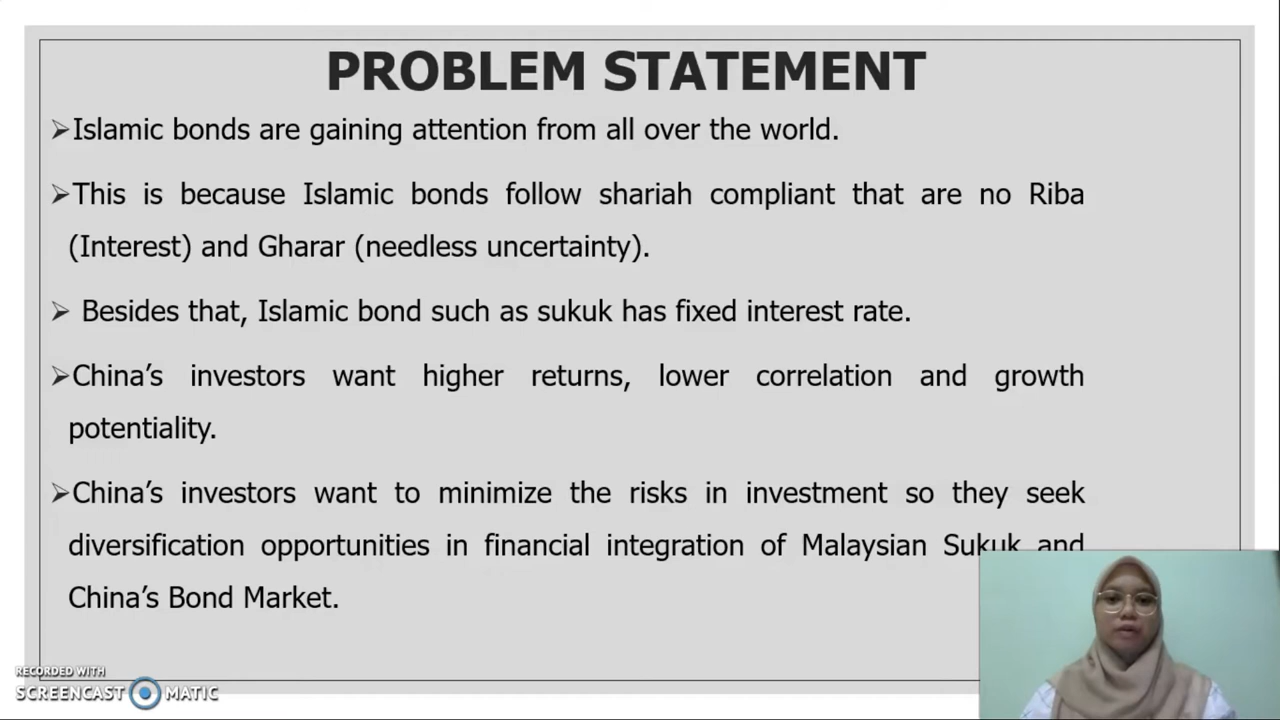 PROBLEM STATEMENT
➢Islamic bonds are gaining attention from all over the world.
➢This is because Islamic bonds follow shariah compliant that are no Riba
(Interest) and Gharar (needless uncertainty).
➢ Besides that, Islamic bond such as sukuk has fixed interest rate.
➢China’s investors want higher returns, lower correlation and growth
potentiality.
➢China’s investors want to minimize the risks in investment so they seek
diversification opportunities in financial integration of Malaysian Sukuk and
China’s Bond Market.
RECORDED WITH
SCREENCAST MATIC